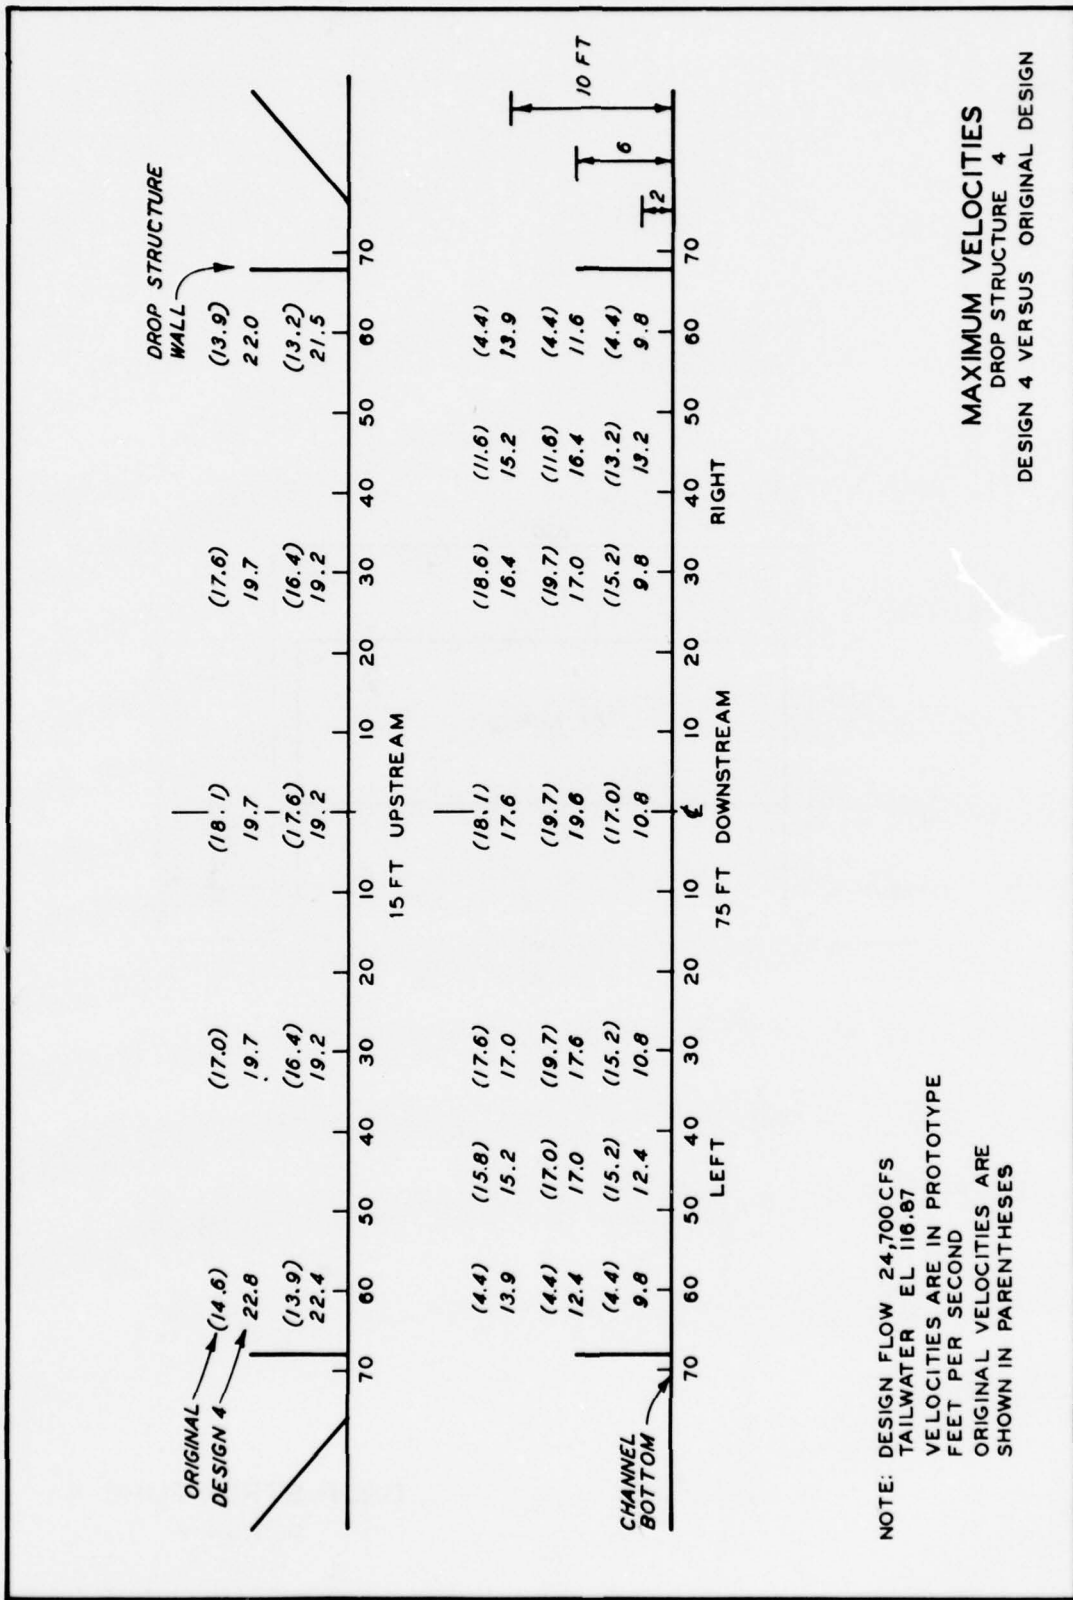 DROP STRUCTURE
WALL
ORIGINAL
DESIGN 4
(14.6) (17.0) (18.1) (17.6) (13.9)
22.8 19.7 19.7 19.7 22.0
(13.9) (16.4) (17.6) (16.4) (13.2)
22.4 19.2 19.2 19.2 21.5
70 60 50 40 30 20 10 10 20 30 40 50 60 70
15 FT UPSTREAM
10 FT
6
2
(4.4) (15.8) (17.6) (18.1) (18.6) (11.6) (4.4)
13.9 15.2 17.0 17.6 16.4 15.2 13.9
(4.4) (17.0) (19.7) (19.7) (19.7) (11.6) (4.4)
12.4 17.0 17.6 19.6 17.0 16.4 11.6
(4.4) (15.2) (15.2) (17.0) (15.2) (13.2) (4.4)
9.8 12.4 10.8 10.8 9.8 13.2 9.8
CHANNEL
BOTTOM
70 60 50 40 30 20 10 ℄ 10 20 30 40 50 60 70
LEFT 75 FT DOWNSTREAM RIGHT
NOTE: DESIGN FLOW 24,700 CFS
TAILWATER EL 116.87
VELOCITIES ARE IN PROTOTYPE
FEET PER SECOND
ORIGINAL VELOCITIES ARE
SHOWN IN PARENTHESES
MAXIMUM VELOCITIES
DROP STRUCTURE 4
DESIGN 4 VERSUS ORIGINAL DESIGN